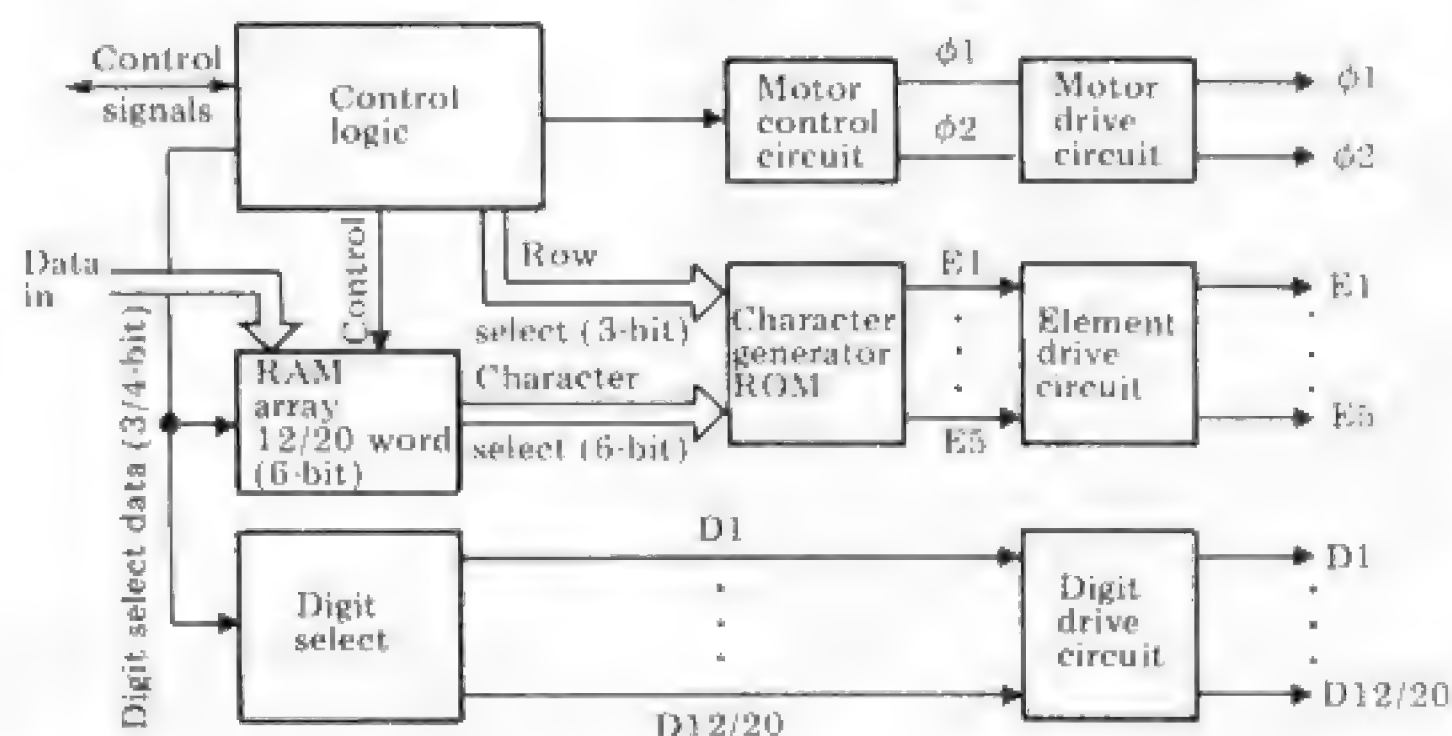 Control
signals
Control
logic
Motor
control
circuit
ϕ1
ϕ2
Motor
drive
circuit
ϕ1
ϕ2
Data
in
Control
Row
select (3-bit)
Digit select data (3/4-bit)
RAM
array
12/20 word
(6-bit)
Character
select (6-bit)
Character
generator
ROM
E1
E5
Element
drive
circuit
E1
E5
Digit
select
D1
D12/20
Digit
drive
circuit
D1
D12/20